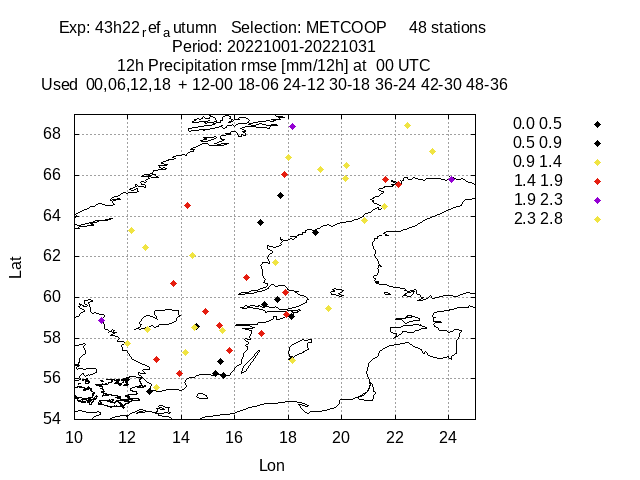 Exp: 43h22ref autumn   Selection: METCOOP     48 stations
Period: 20221001-20221031
12h Precipitation rmse [mm/12h] at  00 UTC
Used  00,06,12,18  + 12-00 18-06 24-12 30-18 36-24 42-30 48-36
0.0 0.5
0.5 0.9
0.9 1.4
1.4 1.9
1.9 2.3
2.3 2.8
68
66
64
62
60
58
56
54
Lat
10 12 14 16 18 20 22 24
Lon